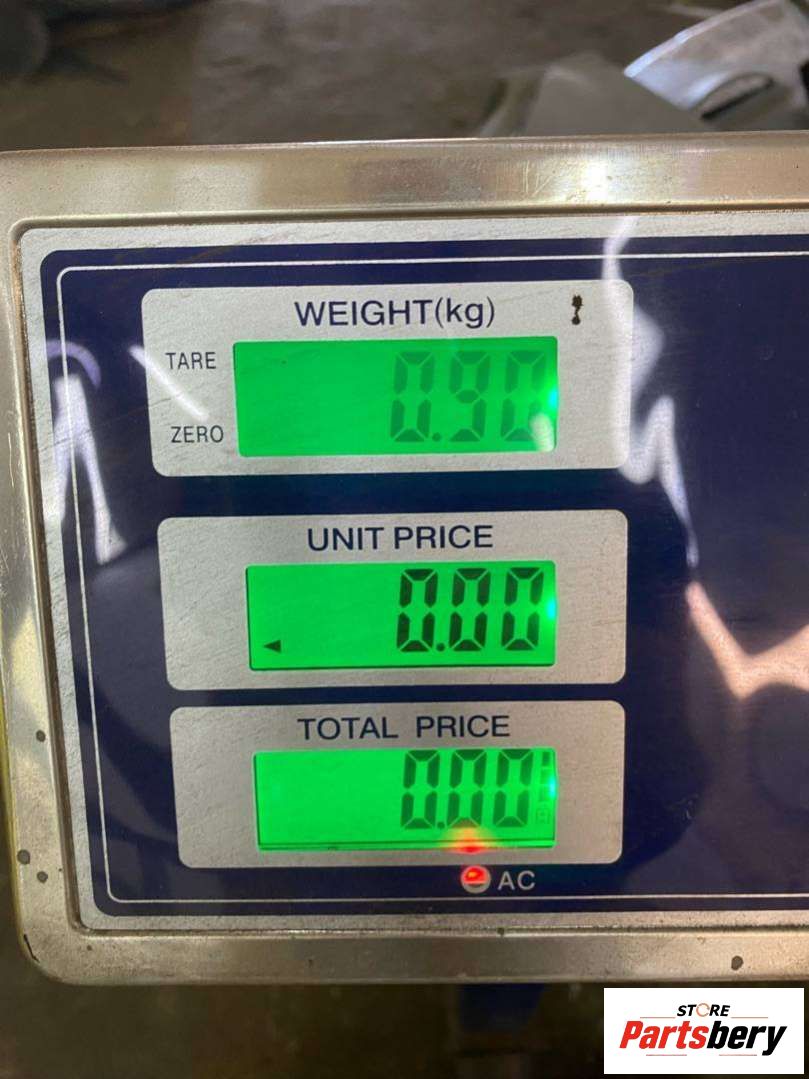 WEIGHT(kg)
TARE
0.90
ZERO
UNIT PRICE
0.00
TOTAL PRICE
0.00
AC
STORE
Partsbery